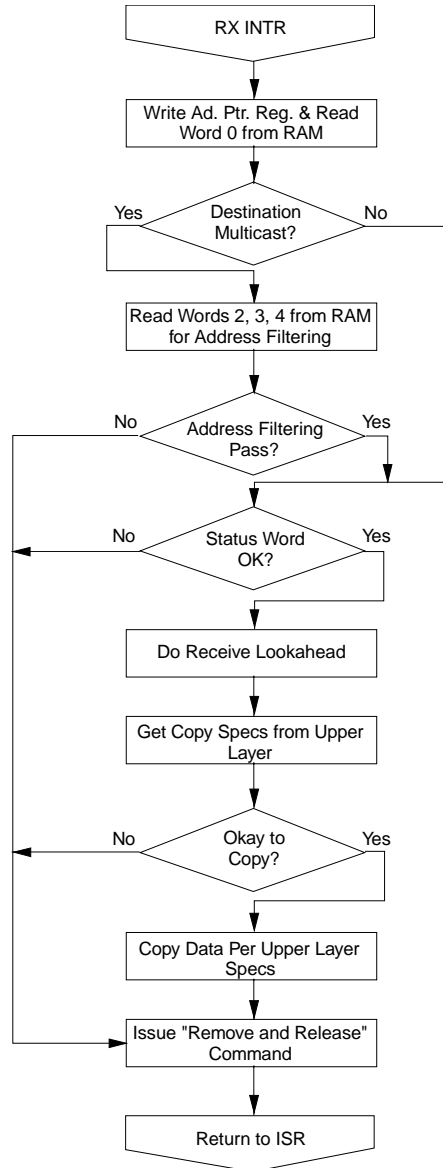 RX INTR
Write Ad. Ptr. Reg. & Read
Word 0 from RAM
Yes
Destination
Multicast?
No
Read Words 2, 3, 4 from RAM
for Address Filtering
No
Address Filtering
Pass?
Yes
No
Status Word
OK?
Yes
Do Receive Lookahead
Get Copy Specs from Upper
Layer
No
Okay to
Copy?
Yes
Copy Data Per Upper Layer
Specs
Issue "Remove and Release"
Command
Return to ISR